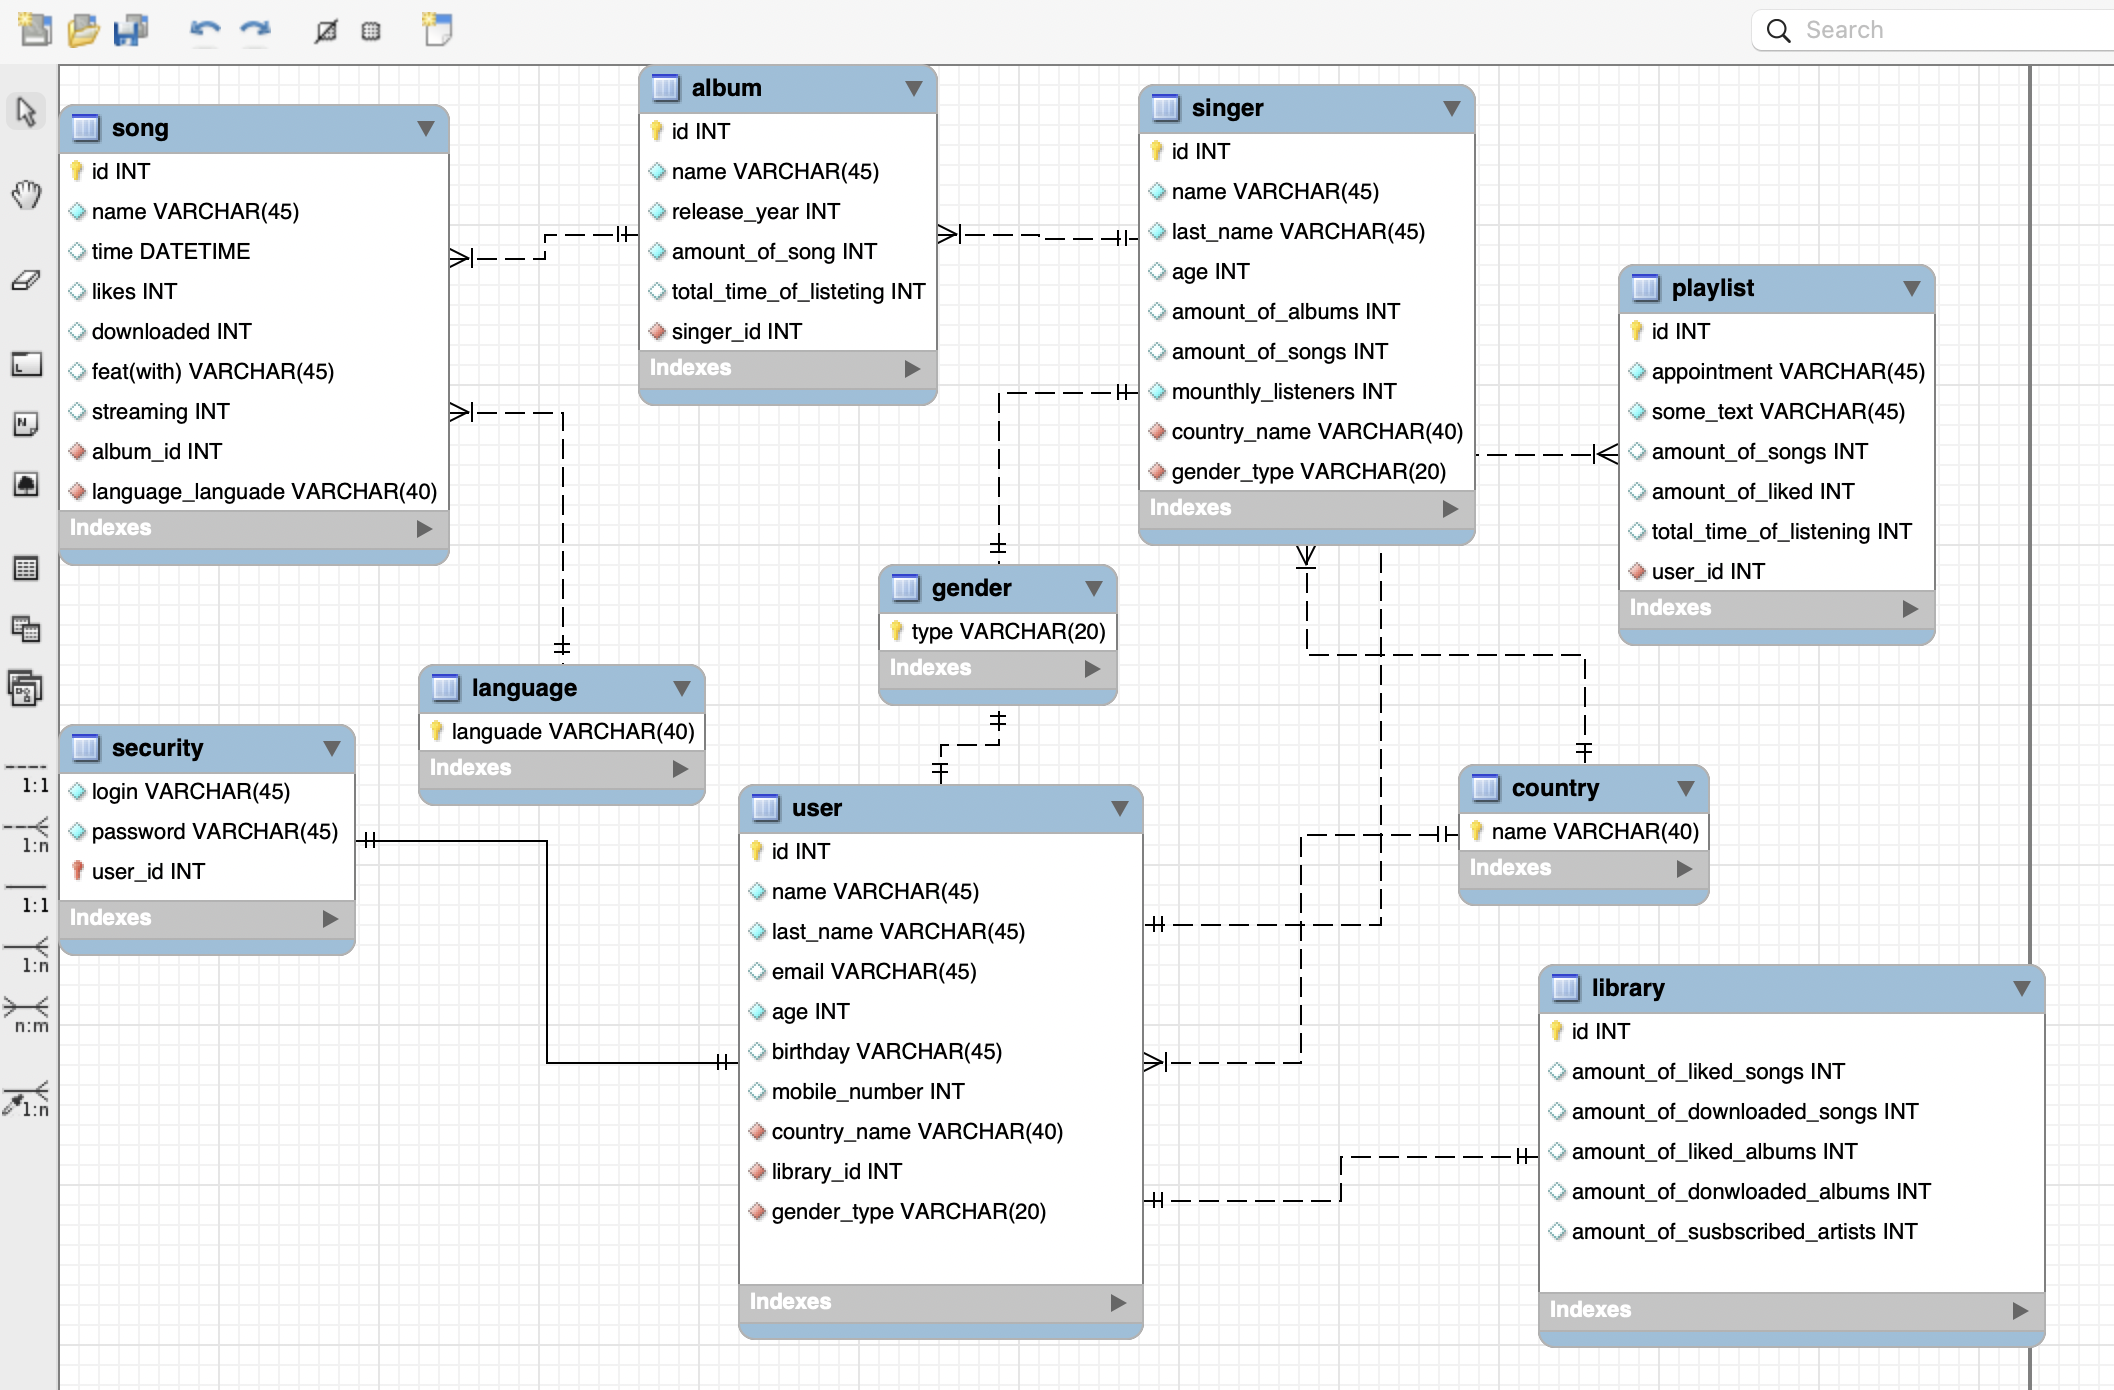 Search
song
id INT
name VARCHAR(45)
time DATETIME
likes INT
downloaded INT
feat(with) VARCHAR(45)
streaming INT
album_id INT
language_languade VARCHAR(40)
Indexes
album
id INT
name VARCHAR(45)
release_year INT
amount_of_song INT
total_time_of_listeting INT
singer_id INT
Indexes
singer
id INT
name VARCHAR(45)
last_name VARCHAR(45)
age INT
amount_of_albums INT
amount_of_songs INT
mounthly_listeners INT
country_name VARCHAR(40)
gender_type VARCHAR(20)
Indexes
playlist
id INT
appointment VARCHAR(45)
some_text VARCHAR(45)
amount_of_songs INT
amount_of_liked INT
total_time_of_listening INT
user_id INT
Indexes
gender
type VARCHAR(20)
Indexes
language
languade VARCHAR(40)
Indexes
security
login VARCHAR(45)
password VARCHAR(45)
user_id INT
Indexes
user
id INT
name VARCHAR(45)
last_name VARCHAR(45)
email VARCHAR(45)
age INT
birthday VARCHAR(45)
mobile_number INT
country_name VARCHAR(40)
library_id INT
gender_type VARCHAR(20)
Indexes
country
name VARCHAR(40)
Indexes
library
id INT
amount_of_liked_songs INT
amount_of_downloaded_songs INT
amount_of_liked_albums INT
amount_of_donwloaded_albums INT
amount_of_susbscribed_artists INT
Indexes
1:1
1:n
1:1
1:n
n:m
1:n